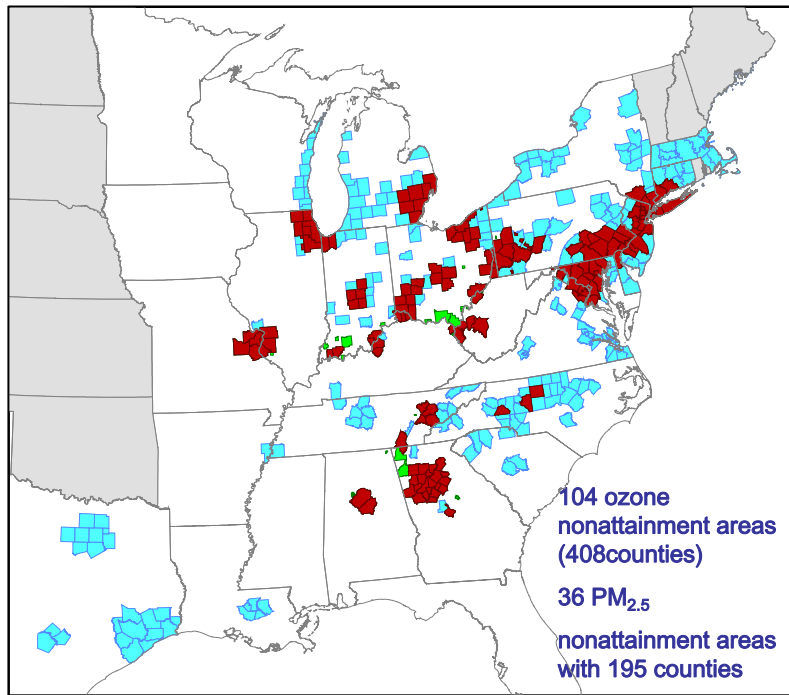 104 ozone
nonattainment areas
(408counties)
36 PM2.5
nonattainment areas
with 195 counties